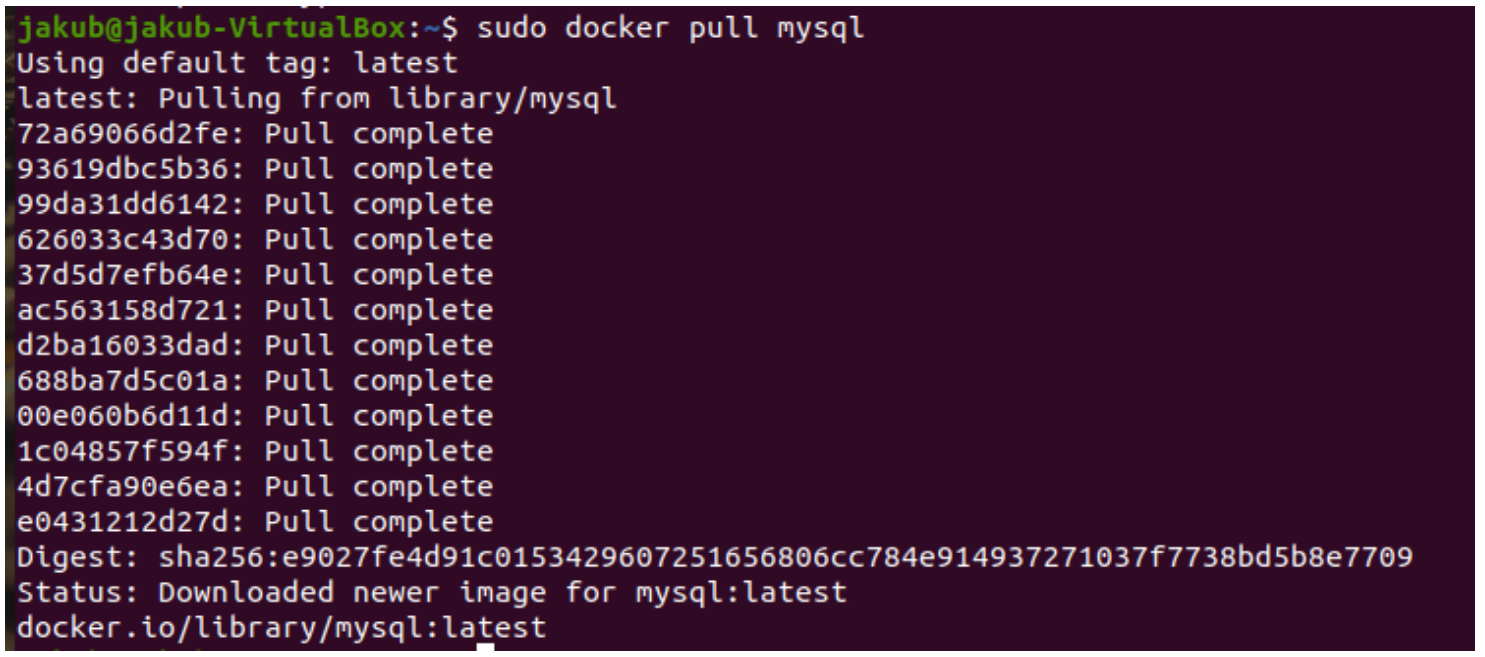 jakub@jakub-VirtualBox:~$ sudo docker pull mysql
Using default tag: latest
latest: Pulling from library/mysql
72a69066d2fe: Pull complete
93619dbc5b36: Pull complete
99da31dd6142: Pull complete
626033c43d70: Pull complete
37d5d7efb64e: Pull complete
ac563158d721: Pull complete
d2ba16033dad: Pull complete
688ba7d5c01a: Pull complete
00e060b6d11d: Pull complete
1c04857f594f: Pull complete
4d7cfa90e6ea: Pull complete
e0431212d27d: Pull complete
Digest: sha256:e9027fe4d91c0153429607251656806cc784e914937271037f7738bd5b8e7709
Status: Downloaded newer image for mysql:latest
docker.io/library/mysql:latest